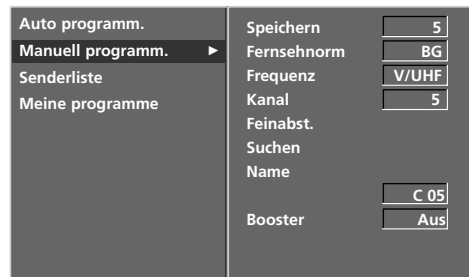 Auto programm.
Manuell programm. ►
Senderliste
Meine programme
Speichern 5
Fernsehnorm BG
Frequenz V/UHF
Kanal 5
Feinabst.
Suchen
Name
C 05
Booster Aus